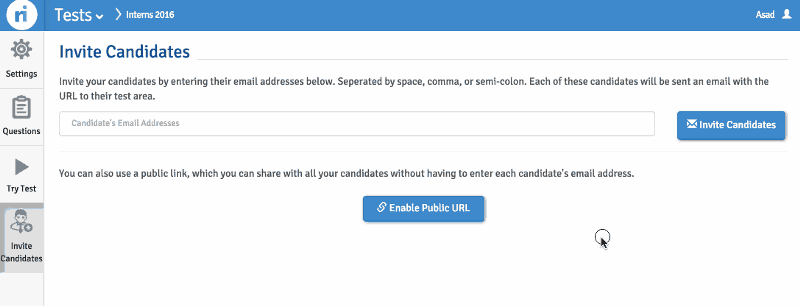 ri Tests Interns 2016 Asad
Invite Candidates
Settings
Invite your candidates by entering their email addresses below. Seperated by space, comma, or semi-colon. Each of these candidates will be sent an email with the
URL to their test area.
Candidate's Email Addresses
Invite Candidates
Questions
You can also use a public link, which you can share with all your candidates without having to enter each candidate's email address.
Try Test
Enable Public URL
Invite
Candidates